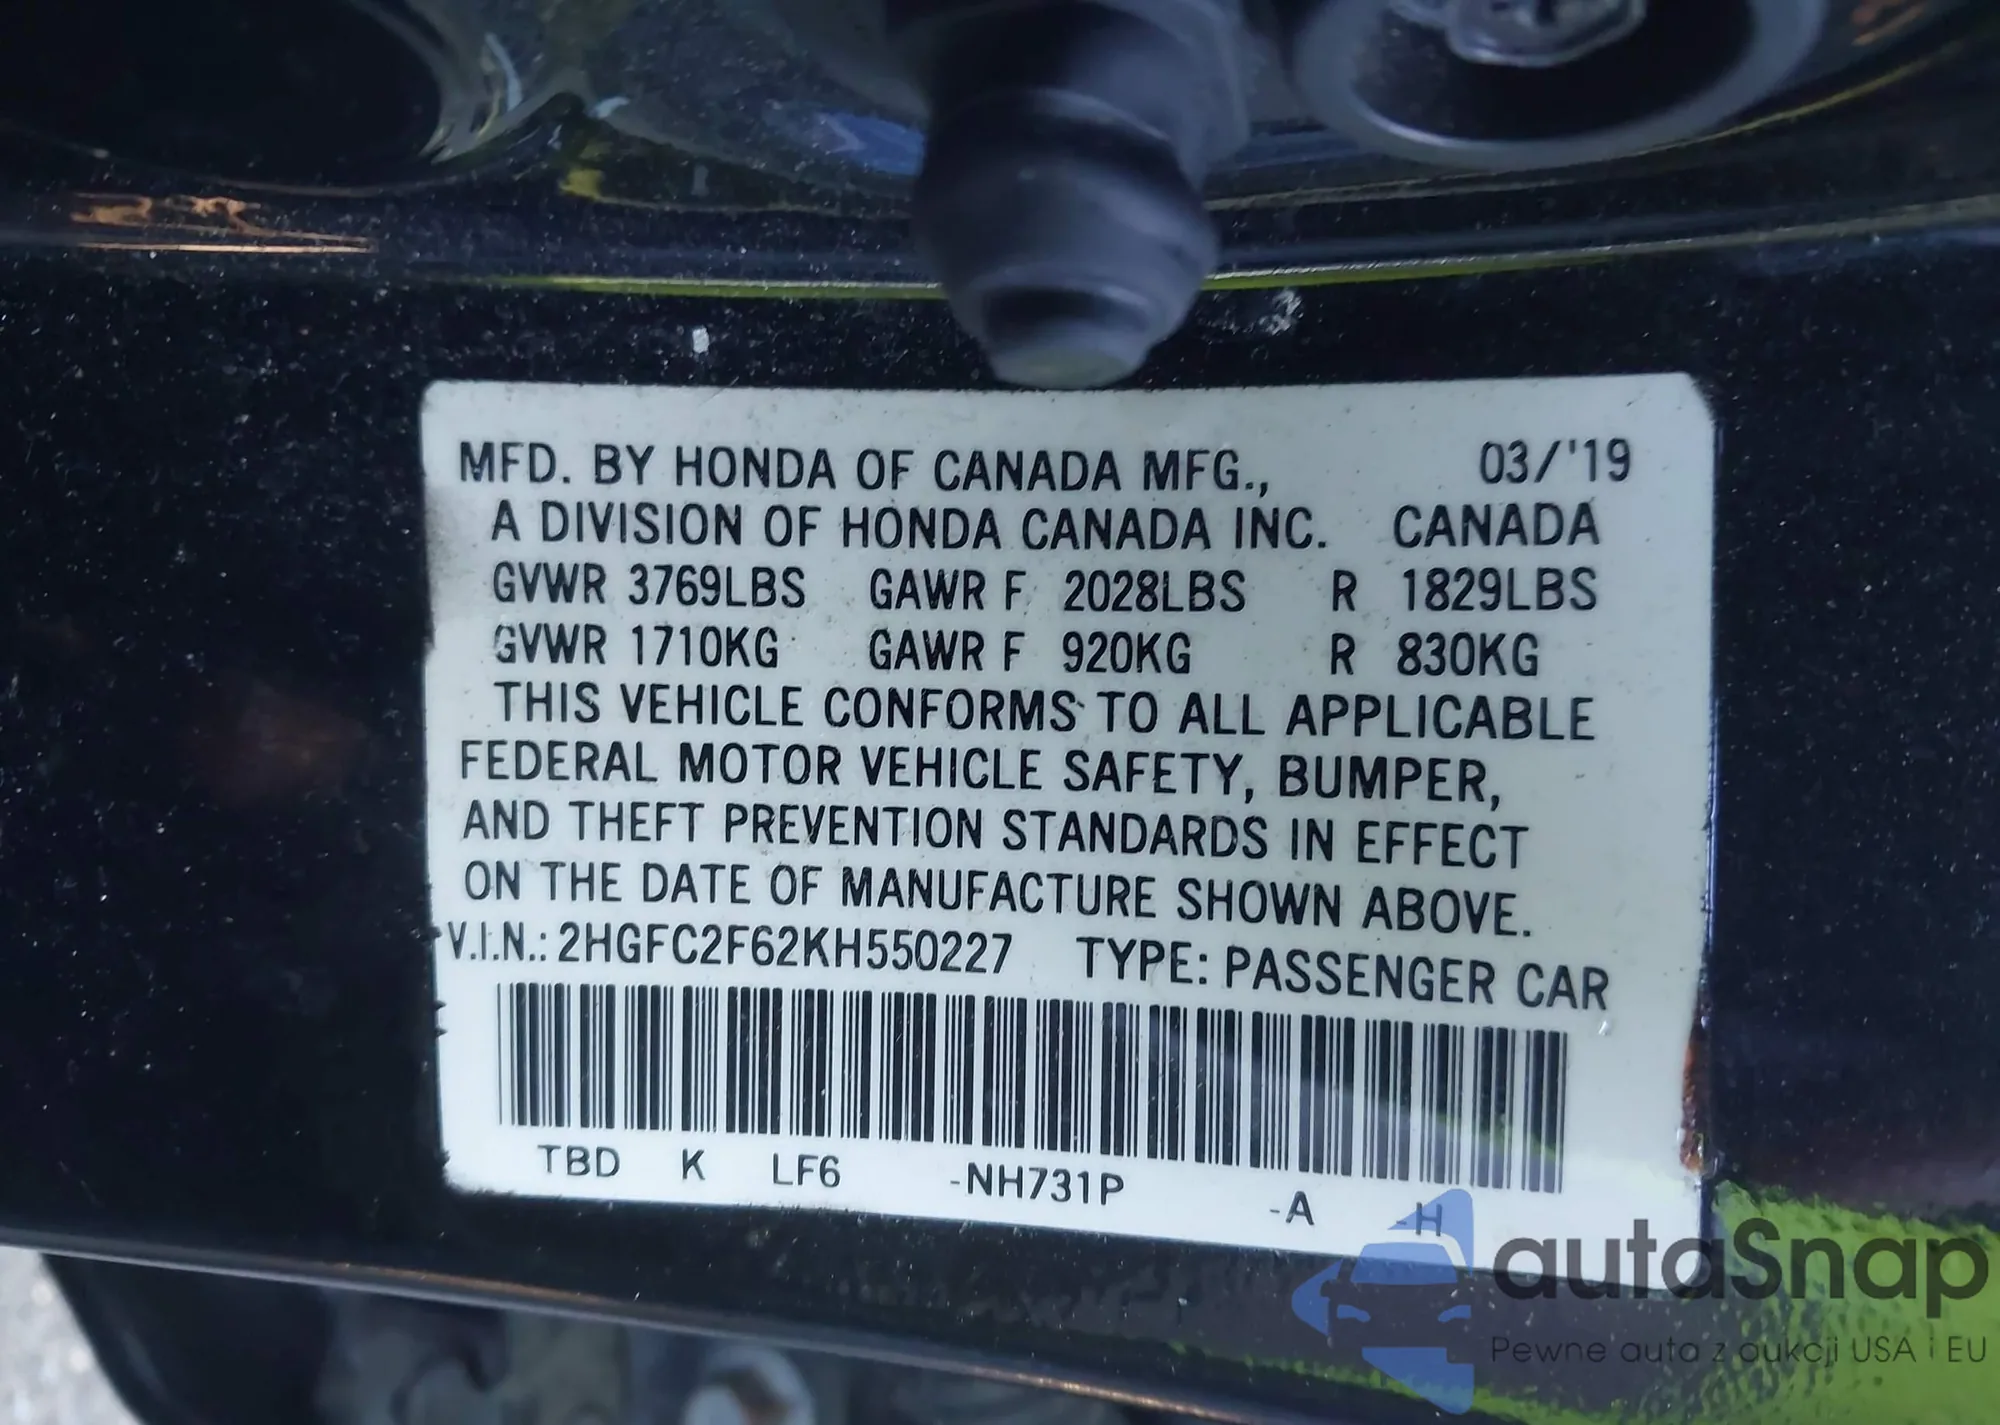 MFD. BY HONDA OF CANADA MFG., 03/'19
A DIVISION OF HONDA CANADA INC. CANADA
GVWR 3769LBS GAWR F 2028LBS R 1829LBS
GVWR 1710KG GAWR F 920KG R 830KG
THIS VEHICLE CONFORMS TO ALL APPLICABLE
FEDERAL MOTOR VEHICLE SAFETY, BUMPER,
AND THEFT PREVENTION STANDARDS IN EFFECT
ON THE DATE OF MANUFACTURE SHOWN ABOVE.
V.I.N.: 2HGFC2F62KH550227 TYPE: PASSENGER CAR
TBD K LF6 -NH731P -A -H
autaSnap
Pewne auta z aukcji USA i EU